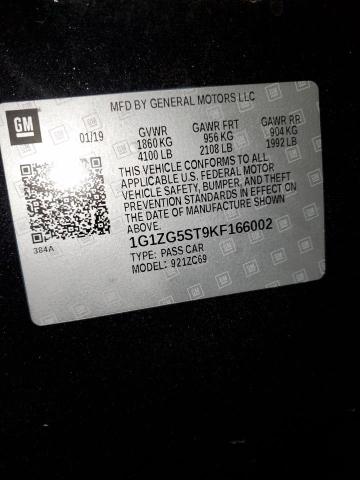 MFD BY GENERAL MOTORS LLC
GM
01/19
GVWR GAWR FRT GAWR RR
1860 KG 956 KG 904 KG
4100 LB 2108 LB 1992 LB
THIS VEHICLE CONFORMS TO ALL
APPLICABLE U.S. FEDERAL MOTOR
VEHICLE SAFETY, BUMPER, AND THEFT
PREVENTION STANDARDS IN EFFECT ON
THE DATE OF MANUFACTURE SHOWN
ABOVE.
384A
1G1ZG5ST9KF166002
TYPE: PASS CAR
MODEL: 921ZC69